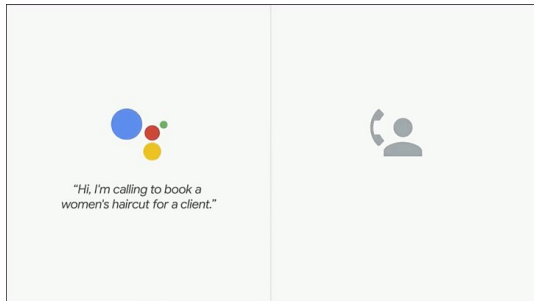 “Hi, I'm calling to book a
women's haircut for a client.”